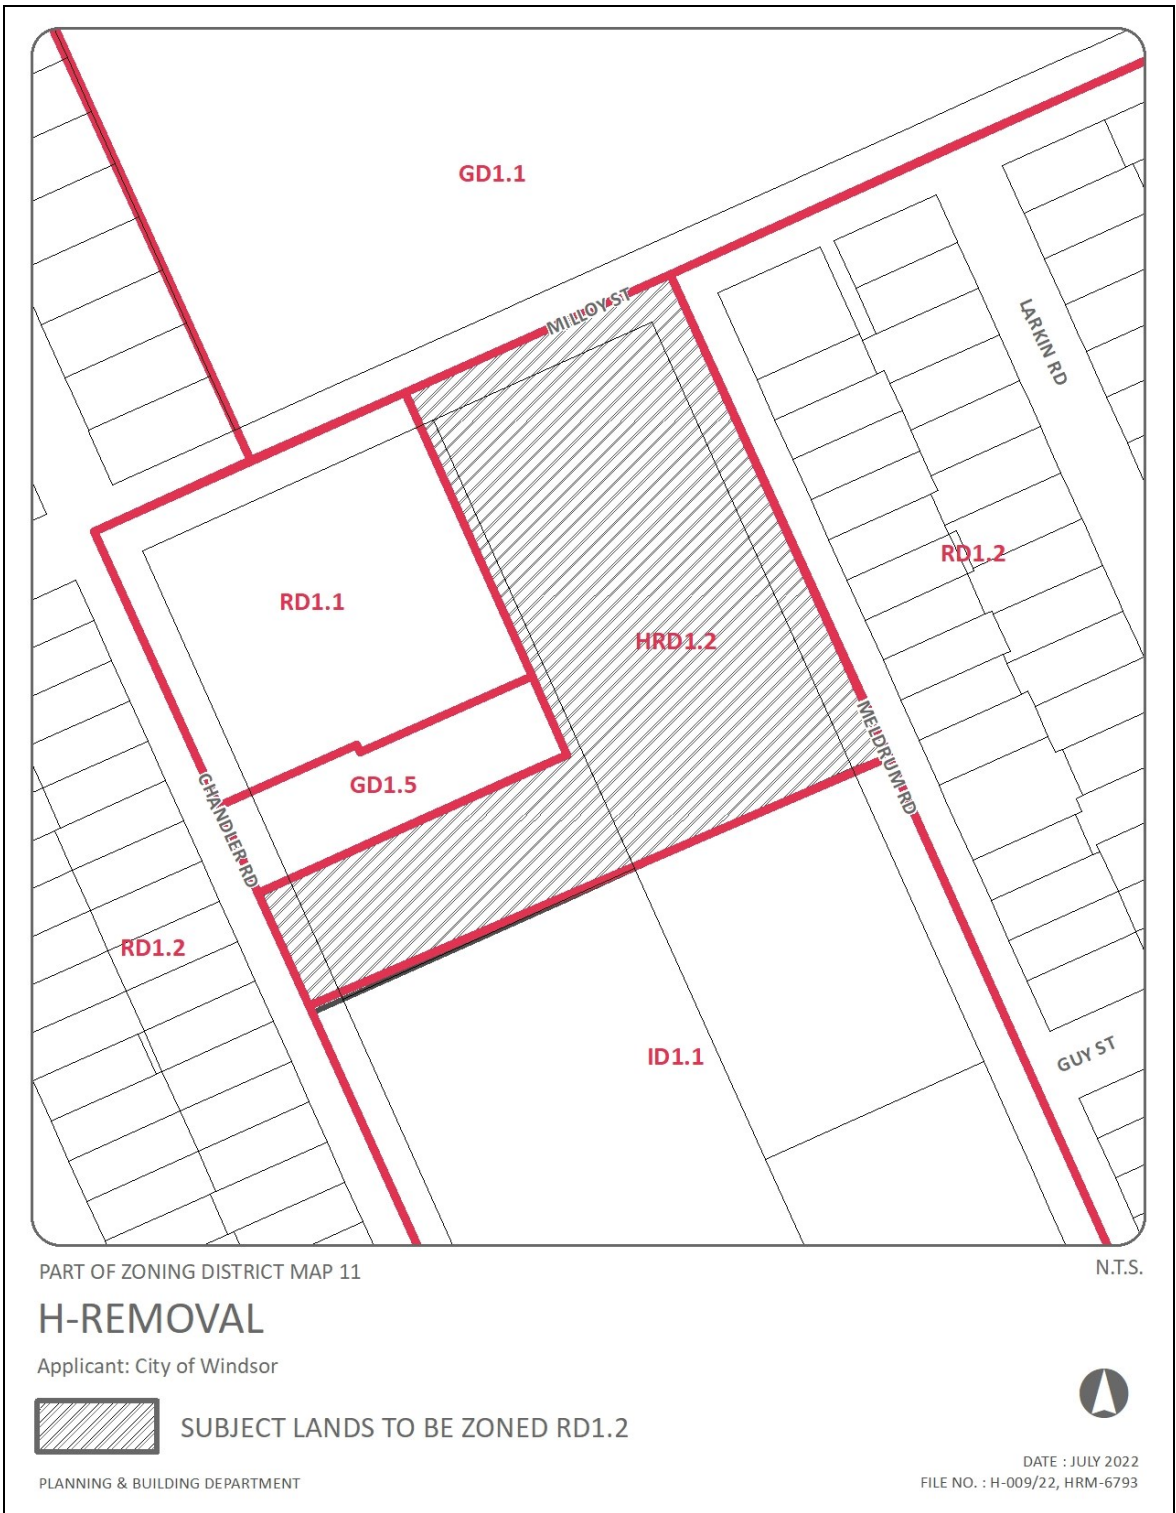 GD1.1
MILLOY ST
LARKIN RD
RD1.2
RD1.1
HRD1.2
MELDRUM RD
GD1.5
CHANDLER RD
RD1.2
ID1.1
GUY ST
PART OF ZONING DISTRICT MAP 11
N.T.S.
H-REMOVAL
Applicant: City of Windsor
SUBJECT LANDS TO BE ZONED RD1.2
PLANNING & BUILDING DEPARTMENT
DATE : JULY 2022
FILE NO. : H-009/22, HRM-6793